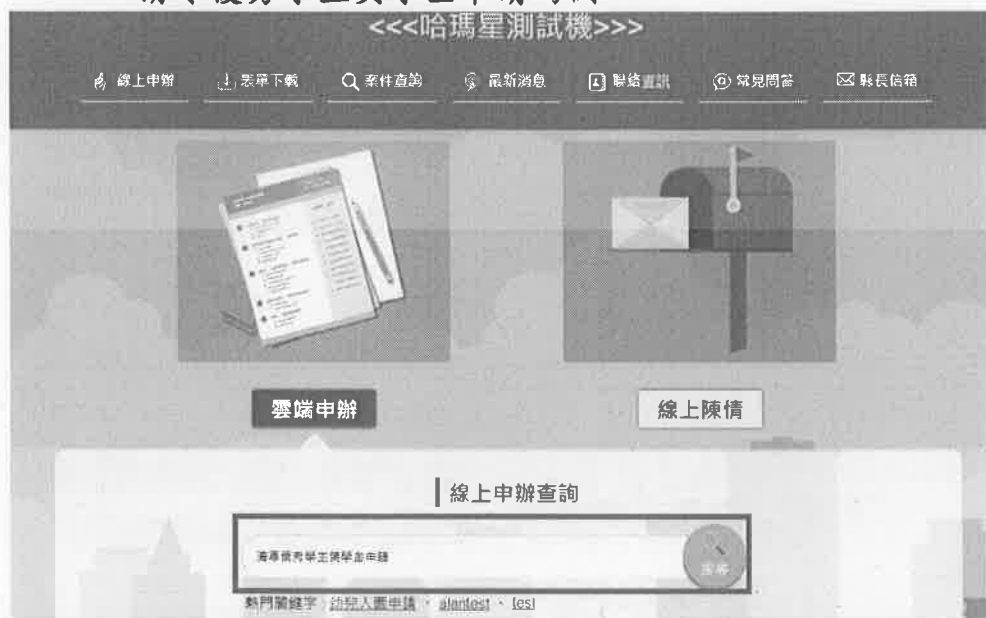 <<<哈瑪星測試機>>>
線上申辦 表單下載 案件查詢 最新消息 聯絡資訊 常見問答 縣長信箱
雲端申辦 線上陳情
線上申辦查詢
清寒優秀學生獎學金申請 搜尋
熱門關鍵字：幼兒入園申請、alantest、test